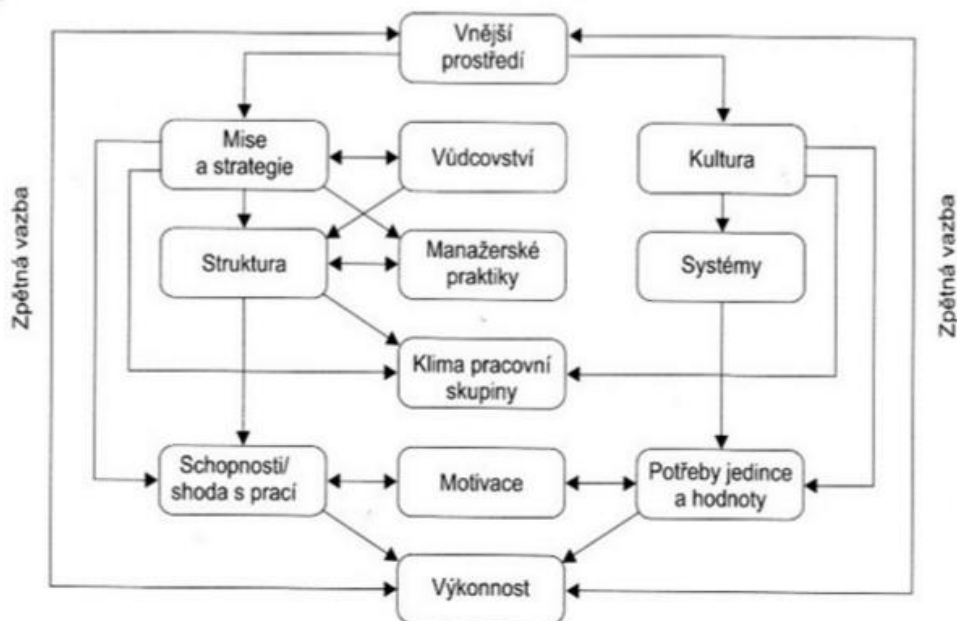 Vnější
prostředí
Mise
a strategie
Vůdcovství
Kultura
Zpětná vazba
Zpětná vazba
Struktura
Manažerské
praktiky
Systémy
Klima pracovní
skupiny
Schopnosti/
shoda s prací
Motivace
Potřeby jedince
a hodnoty
Výkonnost